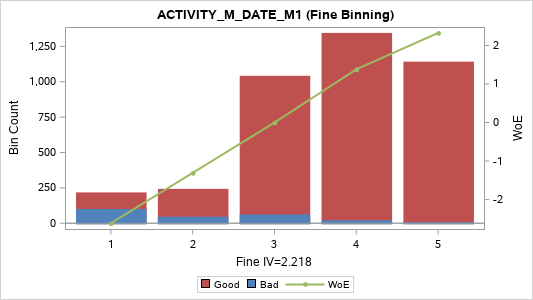 ACTIVITY_M_DATE_M1 (Fine Binning)
1,250
1,000
750
500
250
0
Bin Count
2
1
0
-1
-2
WoE
1 2 3 4 5
Fine IV=2.218
Good Bad WoE